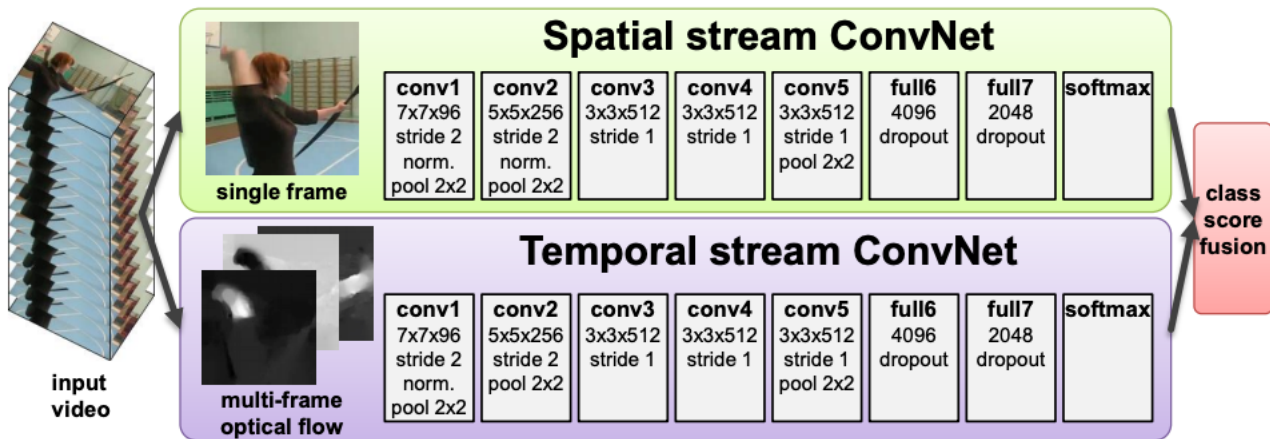 Spatial stream ConvNet
conv1
7x7x96
stride 2
norm.
pool 2x2
conv2
5x5x256
stride 2
norm.
pool 2x2
conv3
3x3x512
stride 1
conv4
3x3x512
stride 1
conv5
3x3x512
stride 1
pool 2x2
full6
4096
dropout
full7
2048
dropout
softmax
single frame
Temporal stream ConvNet
conv1
7x7x96
stride 2
norm.
pool 2x2
conv2
5x5x256
stride 2
pool 2x2
conv3
3x3x512
stride 1
conv4
3x3x512
stride 1
conv5
3x3x512
stride 1
pool 2x2
full6
4096
dropout
full7
2048
dropout
softmax
multi-frame
optical flow
input
video
class
score
fusion